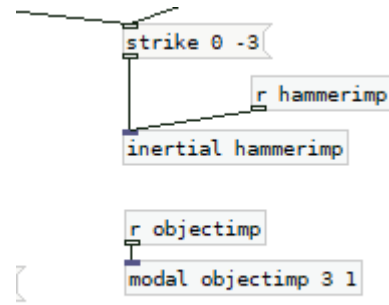 strike 0 -3
r hammerimp
inertial hammerimp
r objectimp
modal objectimp 3 1